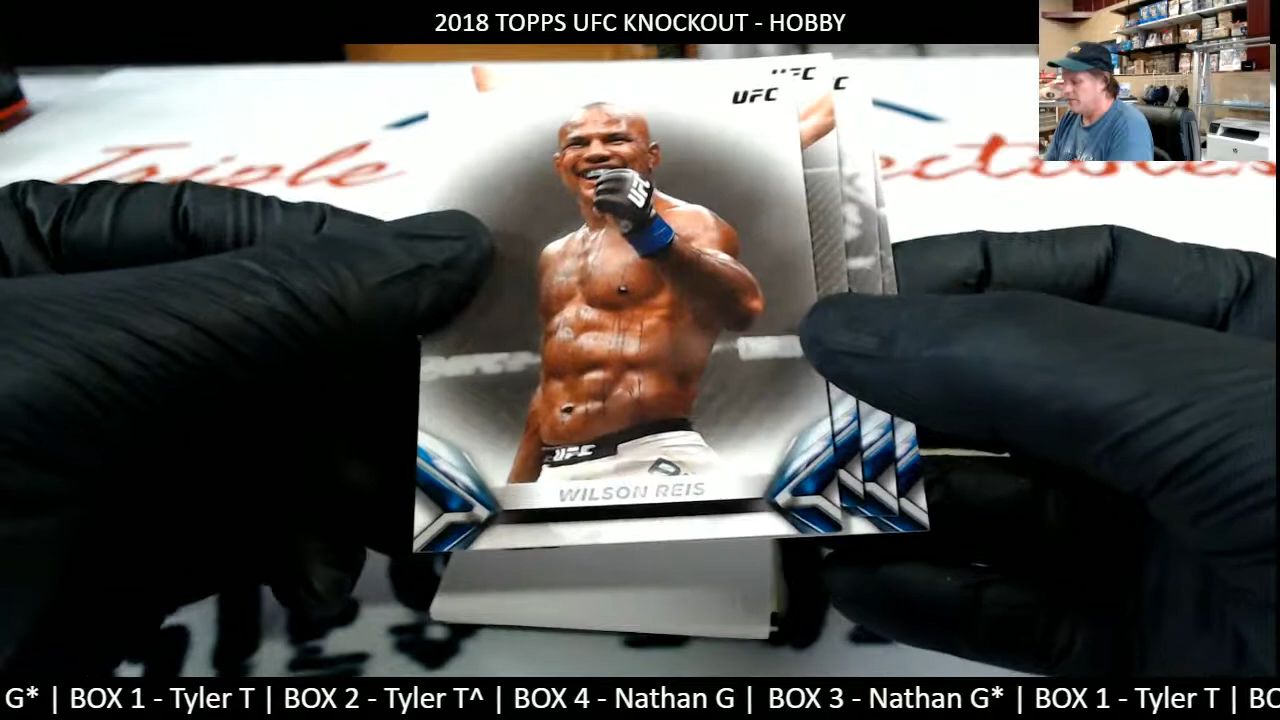 2018 TOPPS UFC KNOCKOUT - HOBBY
UFC
UFC
Triple
UFC
UFC
WILSON REIS
G* | BOX 1 - Tyler T | BOX 2 - Tyler T^ | BOX 4 - Nathan G | BOX 3 - Nathan G* | BOX 1 - Tyler T |